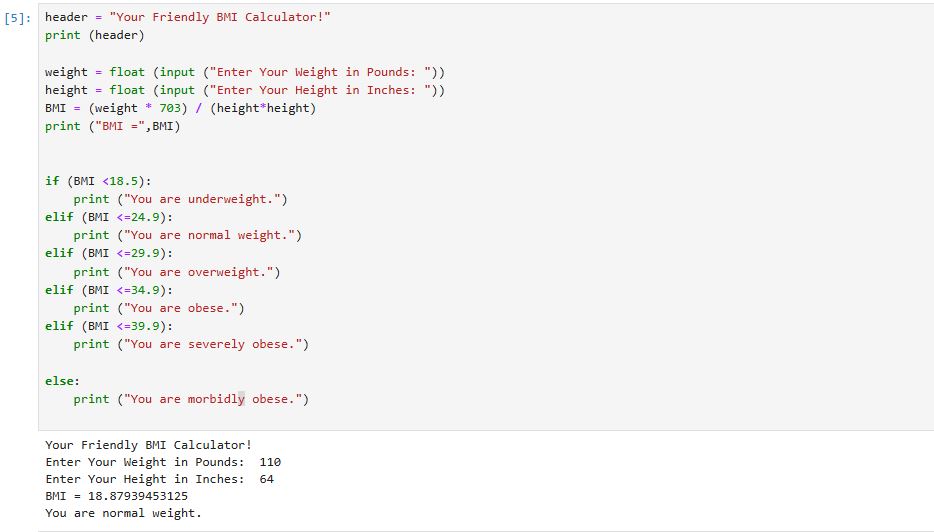 [5]: header = "Your Friendly BMI Calculator!"
print (header)
weight = float (input ("Enter Your Weight in Pounds: "))
height = float (input ("Enter Your Height in Inches: "))
BMI = (weight * 703) / (height*height)
print ("BMI =",BMI)
if (BMI <18.5):
    print ("You are underweight.")
elif (BMI <=24.9):
    print ("You are normal weight.")
elif (BMI <=29.9):
    print ("You are overweight.")
elif (BMI <=34.9):
    print ("You are obese.")
elif (BMI <=39.9):
    print ("You are severely obese.")
else:
    print ("You are morbidly obese.")
Your Friendly BMI Calculator!
Enter Your Weight in Pounds:  110
Enter Your Height in Inches:  64
BMI = 18.87939453125
You are normal weight.